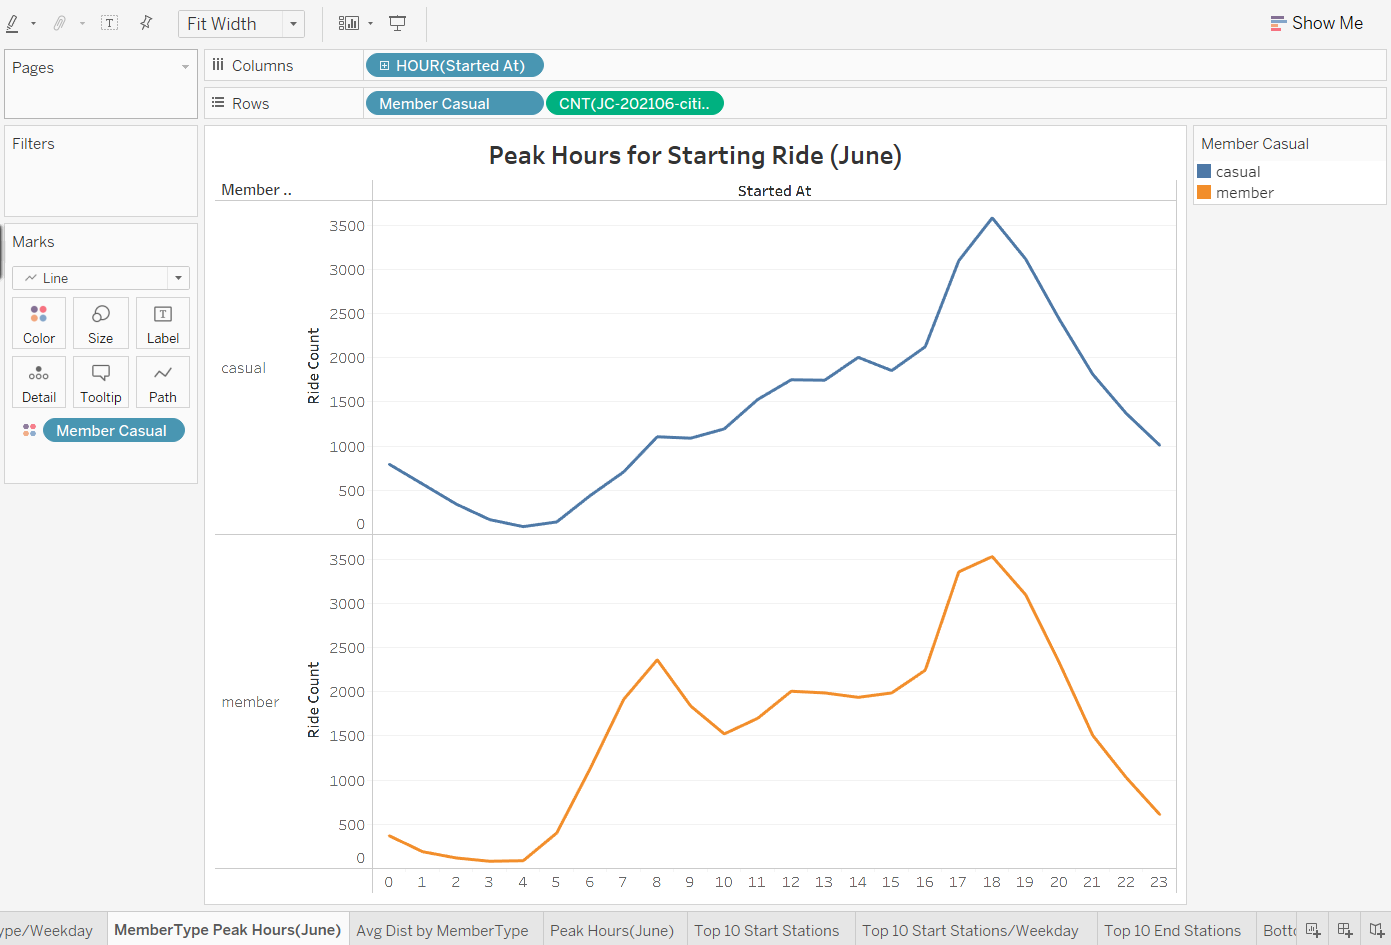 Fit Width
Show Me
Pages
Columns
HOUR(Started At)
Rows
Member Casual
CNT(JC-202106-citi..
Filters
Marks
Line
Color
Size
Label
Detail
Tooltip
Path
Member Casual
Peak Hours for Starting Ride (June)
Member ..
Started At
casual
Ride Count
3500
3000
2500
2000
1500
1000
500
0
member
Ride Count
3500
3000
2500
2000
1500
1000
500
0
0 1 2 3 4 5 6 7 8 9 10 11 12 13 14 15 16 17 18 19 20 21 22 23
Member Casual
casual
member
ype/Weekday
MemberType Peak Hours(June)
Avg Dist by MemberType
Peak Hours(June)
Top 10 Start Stations
Top 10 Start Stations/Weekday
Top 10 End Stations
Bott